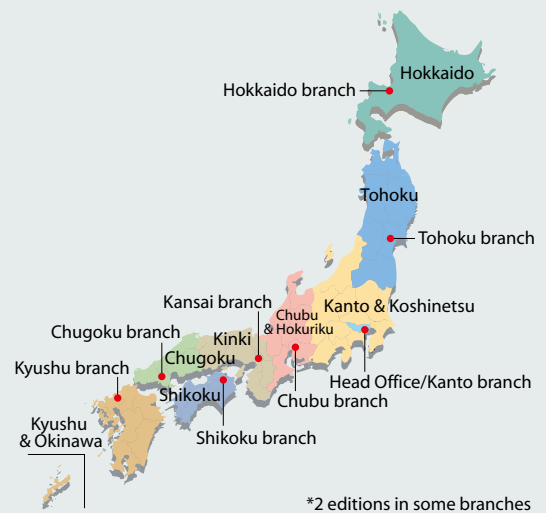 Hokkaido
Hokkaido branch
Tohoku
Tohoku branch
Kansai branch
Kanto & Koshinetsu
Chubu
& Hokuriku
Chugoku branch
Kinki
Chugoku
Kyushu branch
Head Office/Kanto branch
Shikoku
Chubu branch
Kyushu
& Okinawa
Shikoku branch
*2 editions in some branches